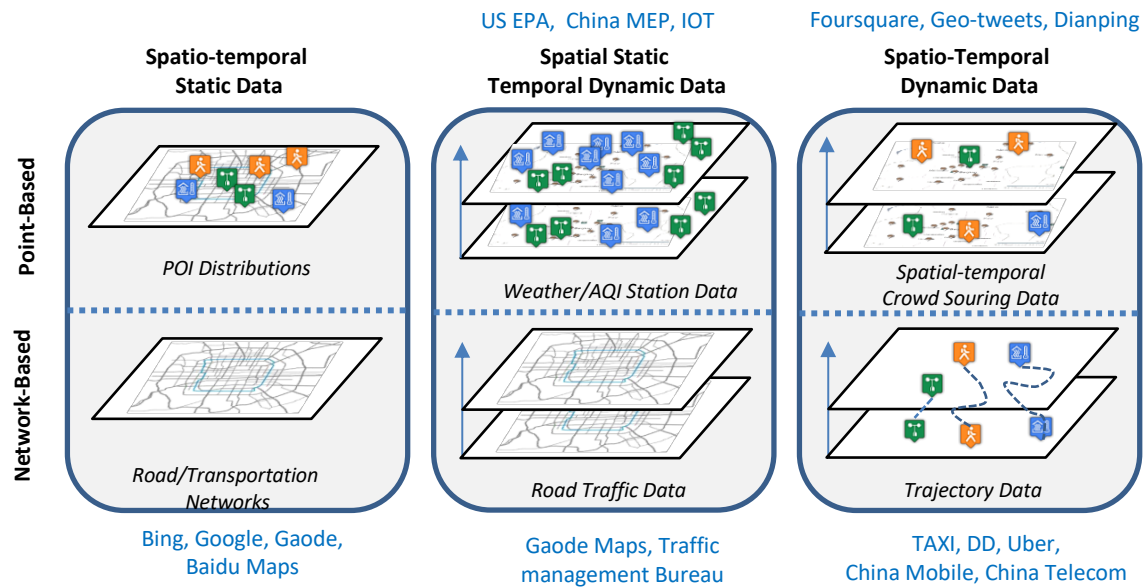 US EPA, China MEP, IOT
Foursquare, Geo-tweets, Dianping
Spatio-temporal
Static Data
Spatial Static
Temporal Dynamic Data
Spatio-Temporal
Dynamic Data
Point-Based
POI Distributions
Weather/AQI Station Data
Spatial-temporal
Crowd Souring Data
Network-Based
Road/Transportation
Networks
Road Traffic Data
Trajectory Data
Bing, Google, Gaode,
Baidu Maps
Gaode Maps, Traffic
management Bureau
TAXI, DD, Uber,
China Mobile, China Telecom